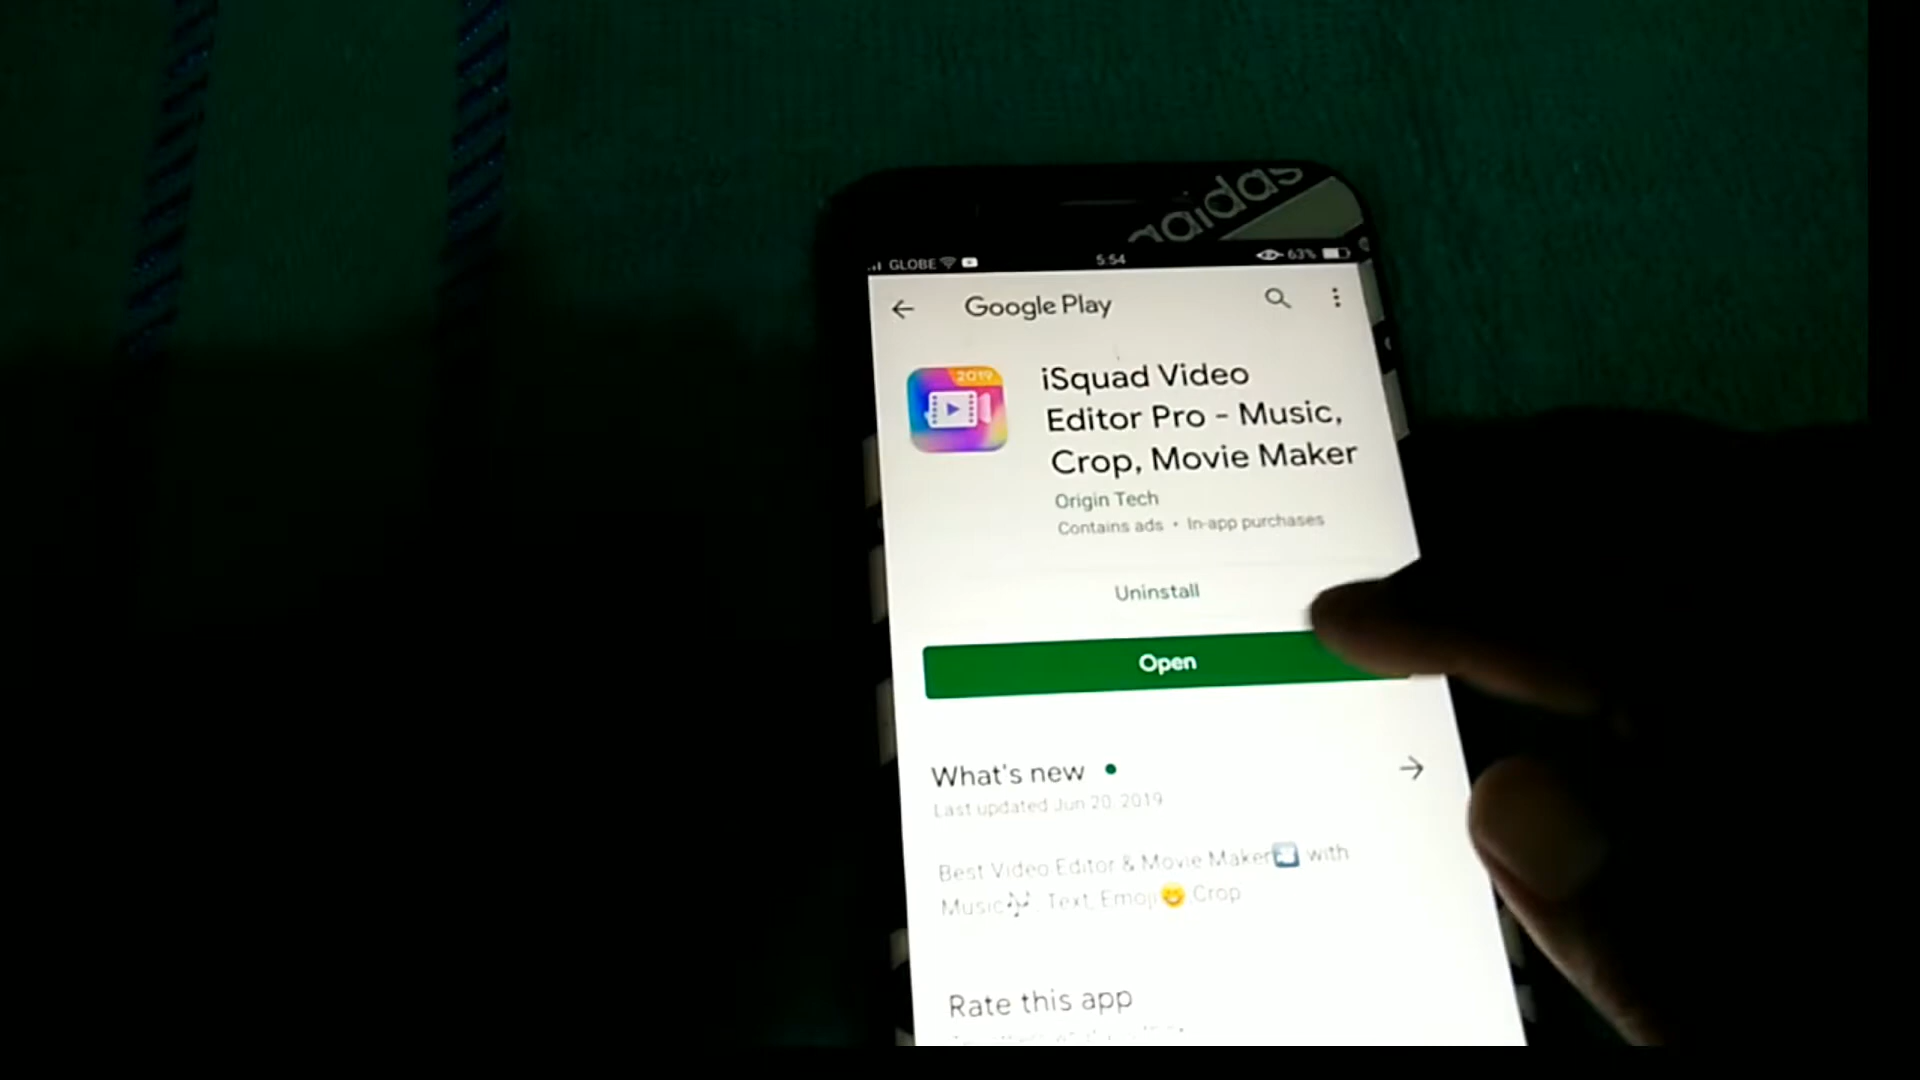 adidas
GLOBE 5:54 63%
Google Play
2019
iSquad Video
Editor Pro - Music,
Crop, Movie Maker
Origin Tech
Contains ads • In-app purchases
Uninstall
Open
What's new
Last updated Jun 20, 2019
Best Video Editor & Movie Maker🎦 with
Music🎶, Text, Emoji😄,Crop
Rate this app